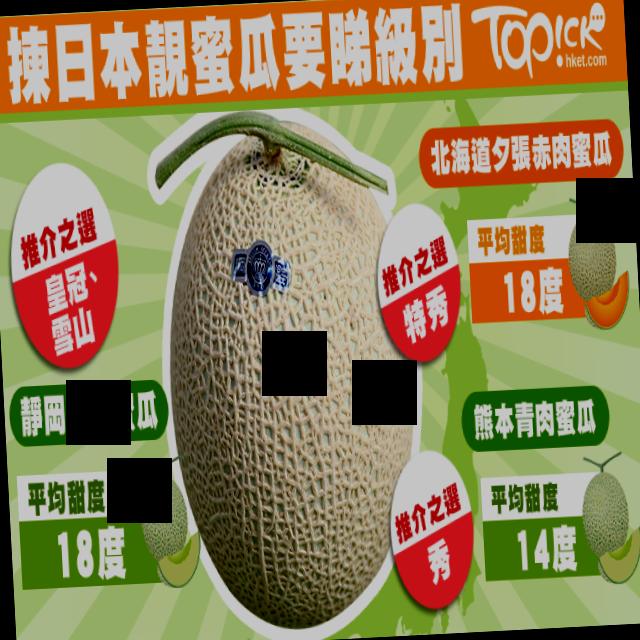 揀日本靚蜜瓜要睇級別
TOPICK
hket.com
北海道夕張赤肉蜜瓜
平均甜度
18度
推介之選
特秀
推介之選
皇冠、
雪山
靜岡
瓜
平均甜度
18度
熊本青肉蜜瓜
平均甜度
14度
推介之選
秀